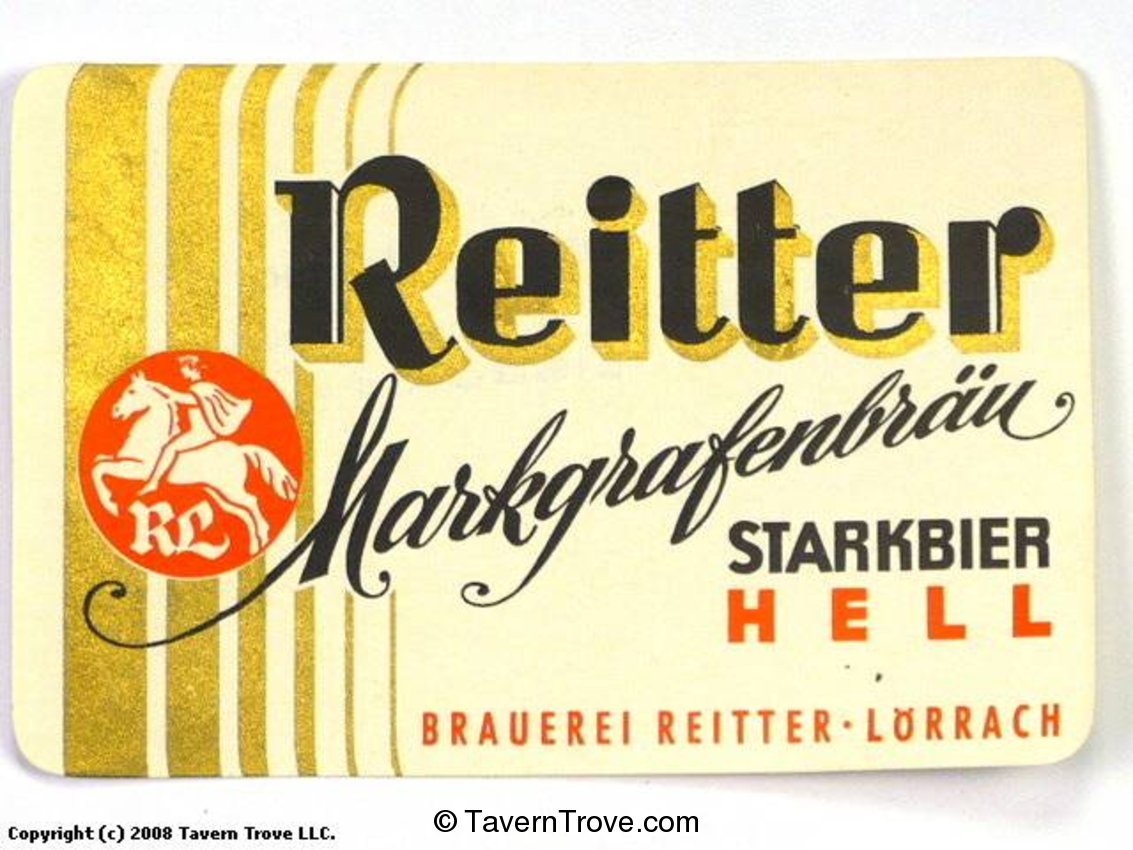 Reitter
Markgrafenbräu
RL
STARKBIER
HELL
BRAUEREI REITTER · LÖRRACH
Copyright (c) 2008 Tavern Trove LLC.
© TavernTrove.com